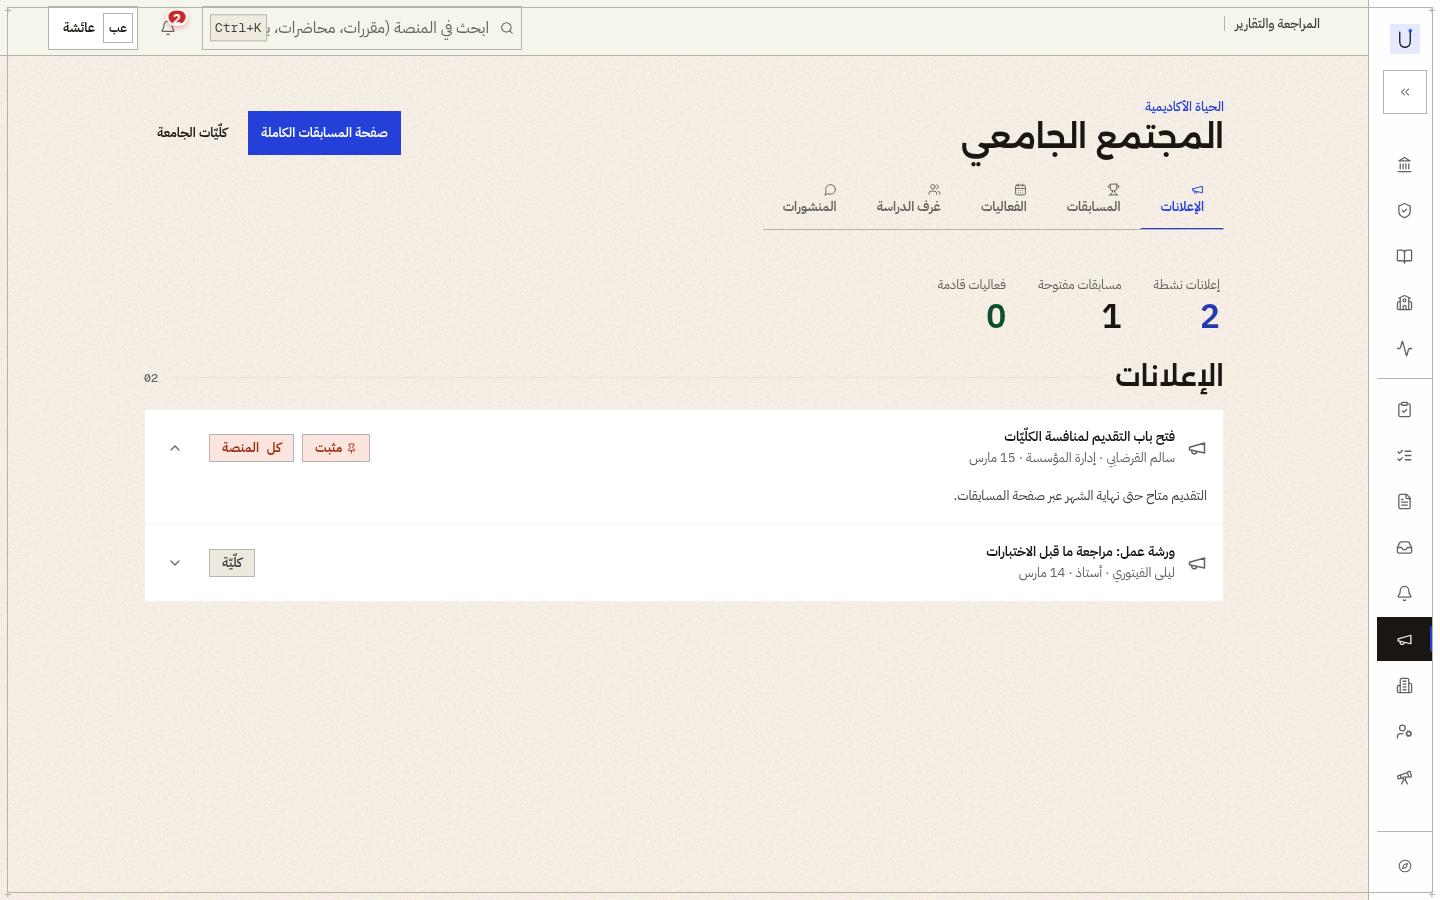 المراجعة والتقارير
ابحث في المنصة (مقررات، محاضرات، ب
Ctrl+K
2
عب
عائشة
الحياة الأكاديمية
المجتمع الجامعي
صفحة المسابقات الكاملة
كلّيّات الجامعة
الإعلانات
المسابقات
الفعاليات
غرف الدراسة
المنشورات
إعلانات نشطة
2
مسابقات مفتوحة
1
فعاليات قادمة
0
الإعلانات
02
فتح باب التقديم لمنافسة الكلّيّات
سالم القرضابي · إدارة المؤسسة · 15 مارس
مثبت
كل المنصة
التقديم متاح حتى نهاية الشهر عبر صفحة المسابقات.
ورشة عمل: مراجعة ما قبل الاختبارات
ليلى الفيتوري · أستاذ · 14 مارس
كلّيّة